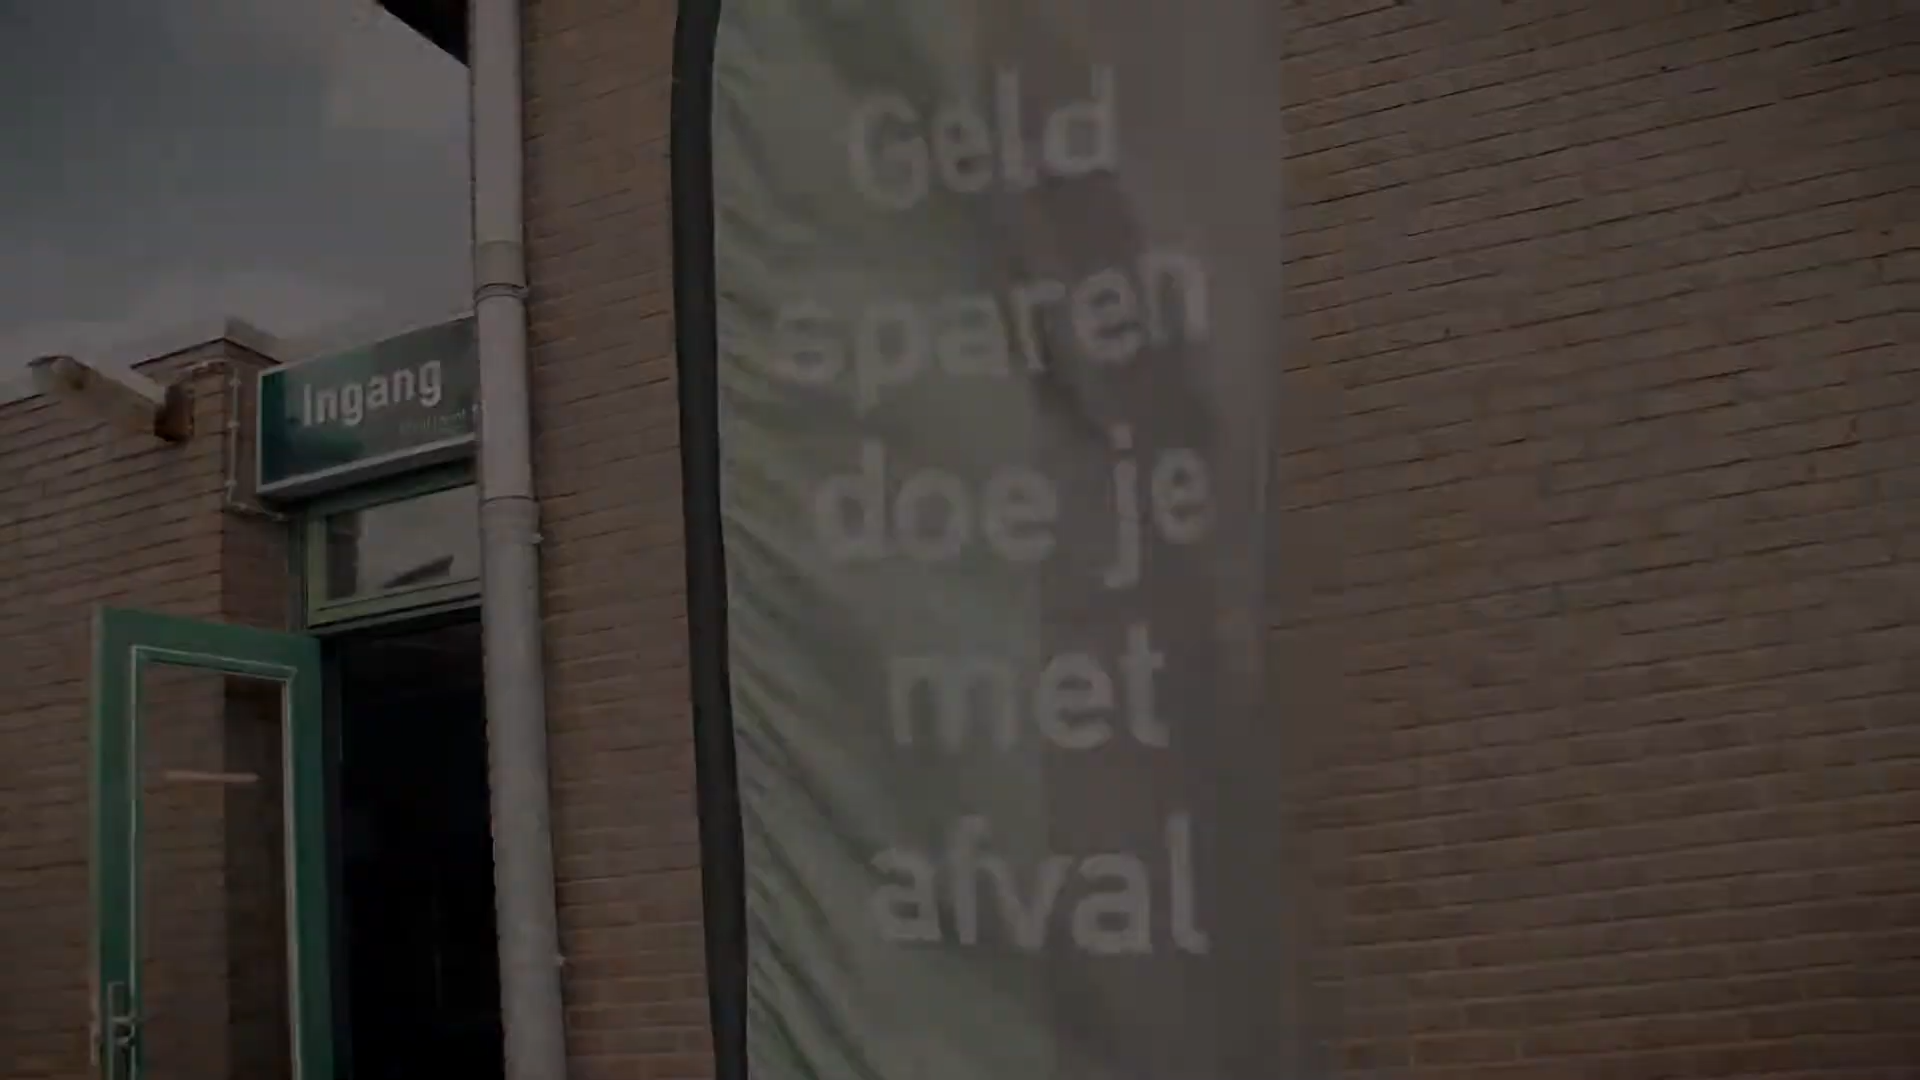 Ingang
Geld
sparen
doe je
met
afval